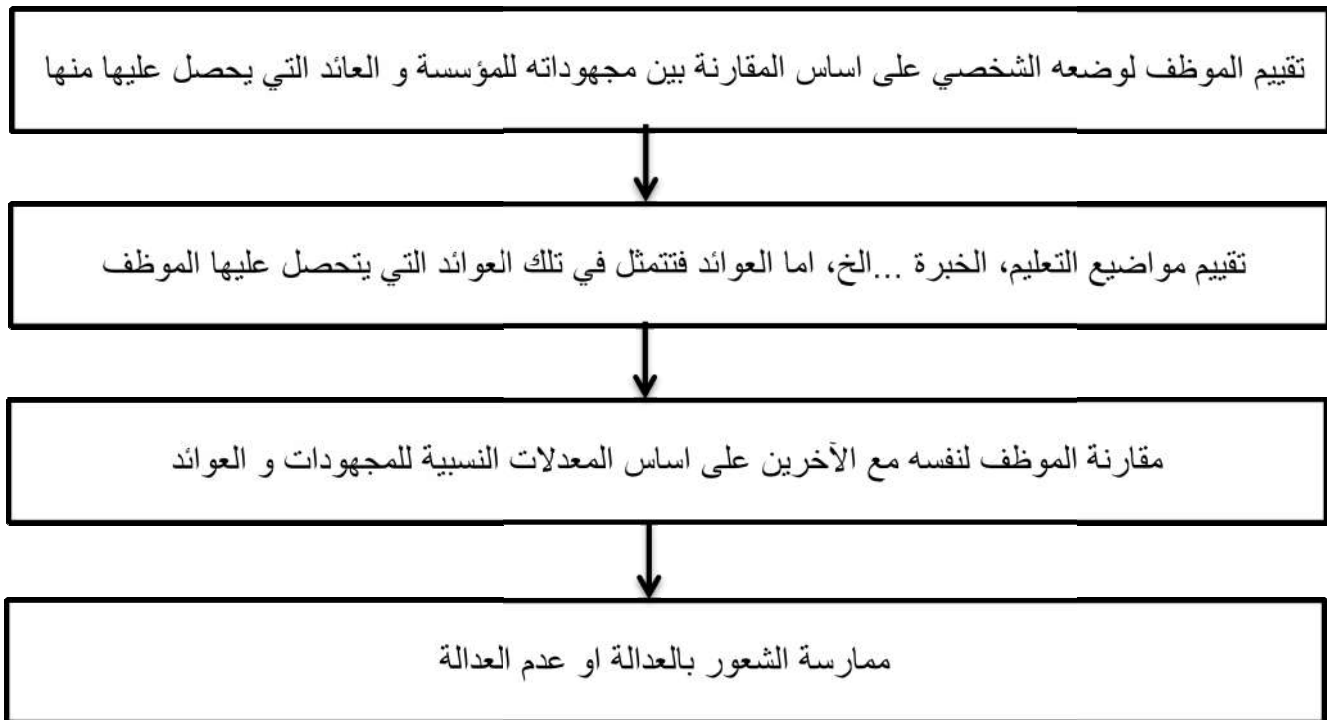 تقييم الموظف لوضعه الشخصي على اساس المقارنة بين مجهوداته للمؤسسة و العائد التي يحصل عليها منها
تقييم مواضيع التعليم، الخبرة ...الخ، اما العوائد فتتمثل في تلك العوائد التي يتحصل عليها الموظف
مقارنة الموظف لنفسه مع الآخرين على اساس المعدلات النسبية للمجهودات و العوائد
ممارسة الشعور بالعدالة او عدم العدالة